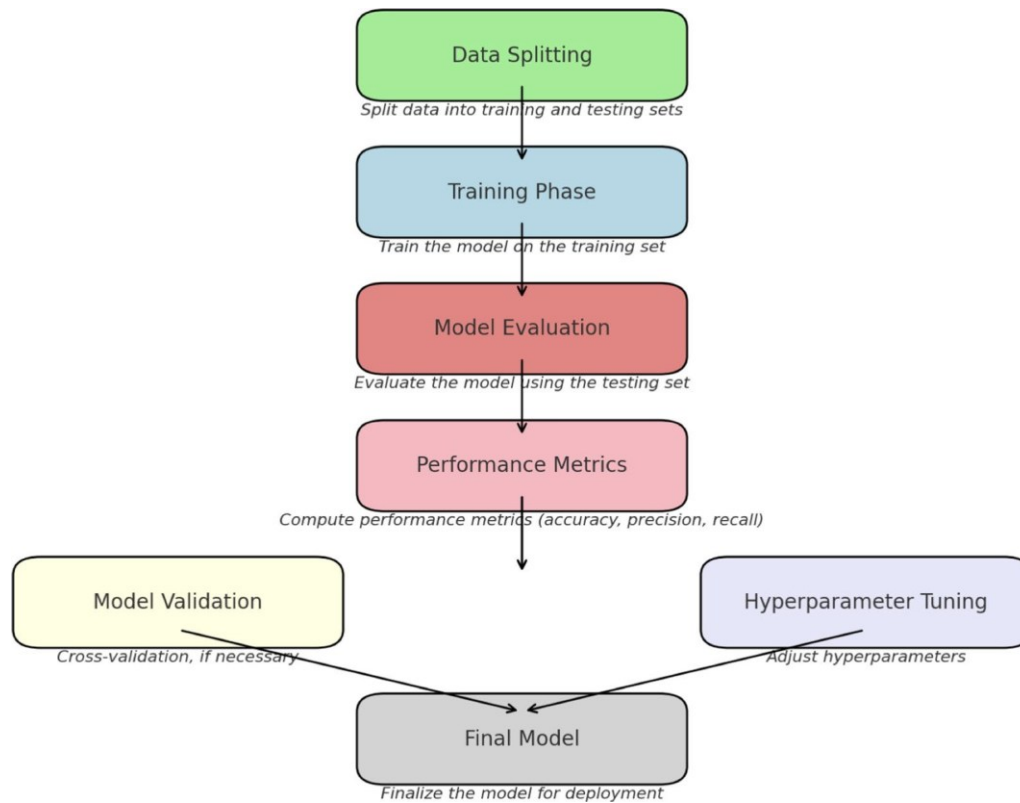 Data Splitting
Split data into training and testing sets
Training Phase
Train the model on the training set
Model Evaluation
Evaluate the model using the testing set
Performance Metrics
Compute performance metrics (accuracy, precision, recall)
Model Validation
Cross-validation, if necessary
Hyperparameter Tuning
Adjust hyperparameters
Final Model
Finalize the model for deployment